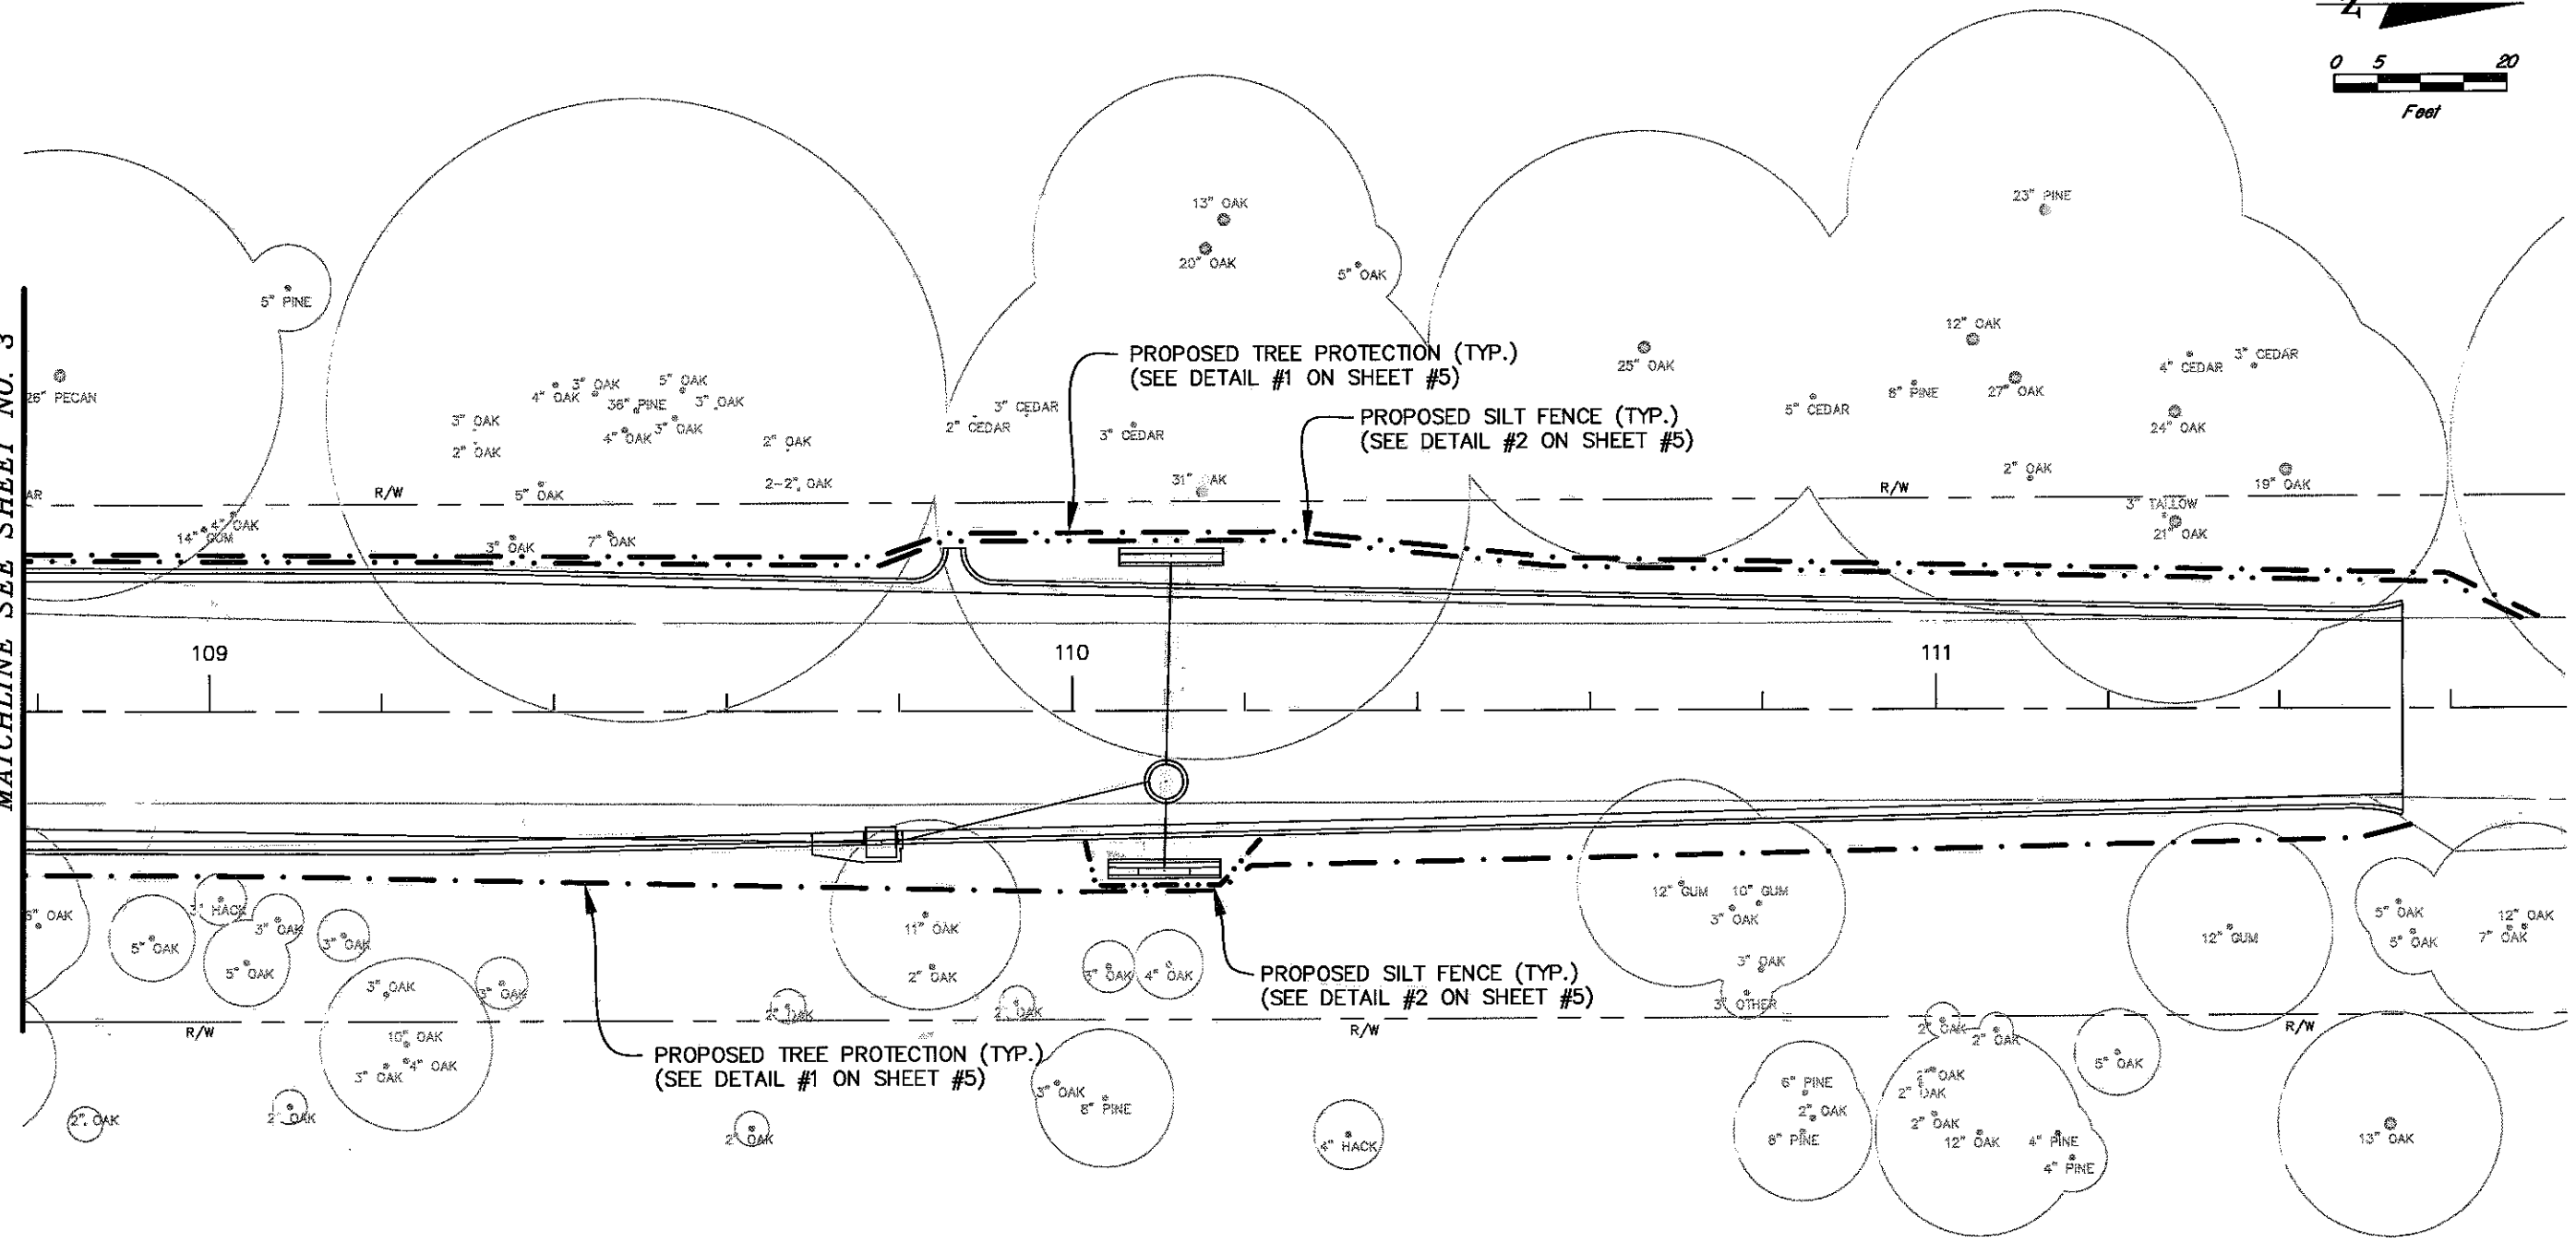 N
0 5 20
Feet
MATCHLINE SEE SHEET NO. 3
23" PINE
13" OAK
20" OAK
5" OAK
5" PINE
12" OAK
PROPOSED TREE PROTECTION (TYP.)
(SEE DETAIL #1 ON SHEET #5)
25" OAK
4" CEDAR
3" CEDAR
26" PECAN
4" OAK
3" OAK
5" OAK
36" PINE
3" OAK
27" OAK
5" CEDAR
2" CEDAR
3" CEDAR
3" CEDAR
PROPOSED SILT FENCE (TYP.)
(SEE DETAIL #2 ON SHEET #5)
3" OAK
2" OAK
4" OAK
3" OAK
2" OAK
24" OAK
2" OAK
19" OAK
AR
R/W
5" OAK
2-2" OAK
31" OAK
R/W
3" TALLOW
21" OAK
14" GUM
4" OAK
3" OAK
7" OAK
109
110
111
12" GUM
10" GUM
3" OAK
3" HACK
3" OAK
5" OAK
3" OAK
5" OAK
11" OAK
5" OAK
12" OAK
12" GUM
5" OAK
7" OAK
5" OAK
3" OAK
3" OAK
2" OAK
3" OAK
4" OAK
3" OAK
3" OTHER
PROPOSED SILT FENCE (TYP.)
(SEE DETAIL #2 ON SHEET #5)
2" OAK
2" OAK
R/W
R/W
2" OAK
2" OAK
R/W
10" OAK
3" OAK
4" OAK
PROPOSED TREE PROTECTION (TYP.)
(SEE DETAIL #1 ON SHEET #5)
5" OAK
3" OAK
8" PINE
6" PINE
2" OAK
8" PINE
OAK
2" OAK
2" OAK
12" OAK
4" PINE
4" PINE
2" OAK
2" OAK
2" OAK
4" HACK
13" OAK